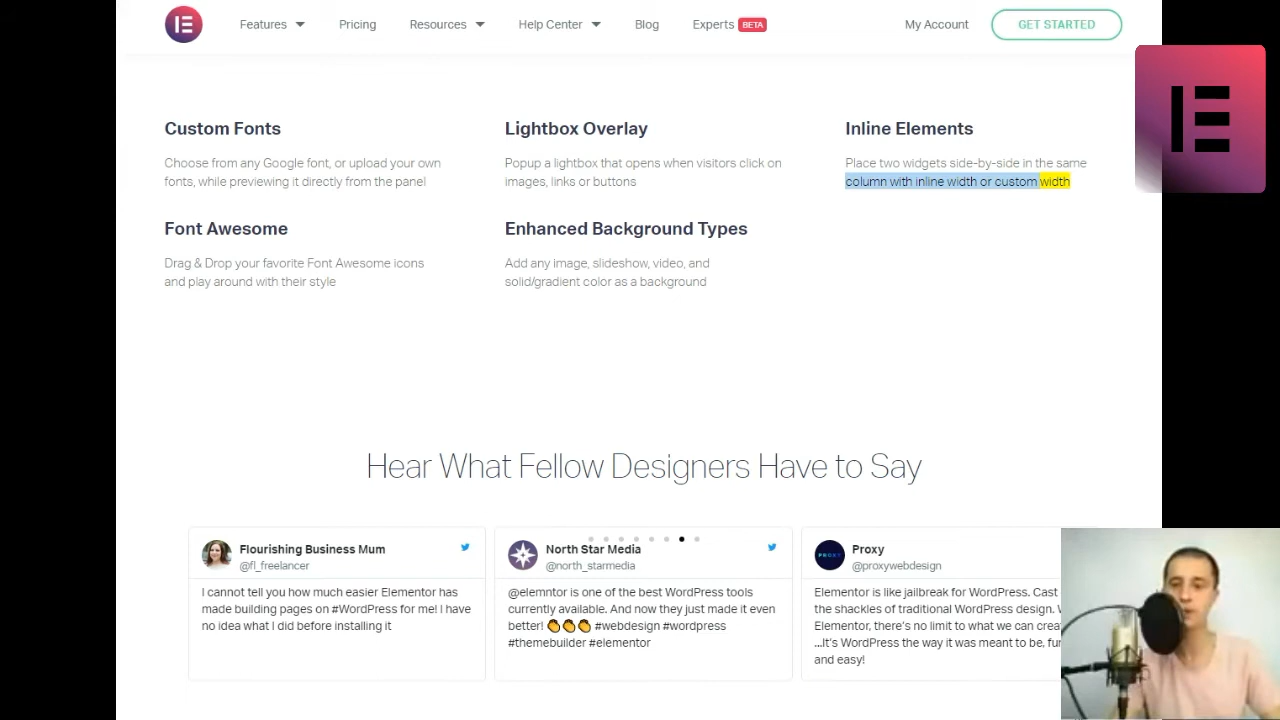 Features Pricing Resources Help Center Blog Experts BETA My Account GET STARTED
Custom Fonts
Choose from any Google font, or upload your own
fonts, while previewing it directly from the panel
Lightbox Overlay
Popup a lightbox that opens when visitors click on
images, links or buttons
Inline Elements
Place two widgets side-by-side in the same
column with inline width or custom width
Font Awesome
Drag & Drop your favorite Font Awesome icons
and play around with their style
Enhanced Background Types
Add any image, slideshow, video, and
solid/gradient color as a background
Hear What Fellow Designers Have to Say
Flourishing Business Mum
@fl_freelancer
I cannot tell you how much easier Elementor has
made building pages on #WordPress for me! I have
no idea what I did before installing it
North Star Media
@north_starmedia
@elemntor is one of the best WordPress tools
currently available. And now they just made it even
better! 👏👏👏 #webdesign #wordpress
#themebuilder #elementor
PROXY
Proxy
@proxywebdesign
Elementor is like jailbreak for WordPress. Cast
the shackles of traditional WordPress design.
Elementor, there's no limit to what we can
...It's WordPress the way it was meant to be,
and easy!